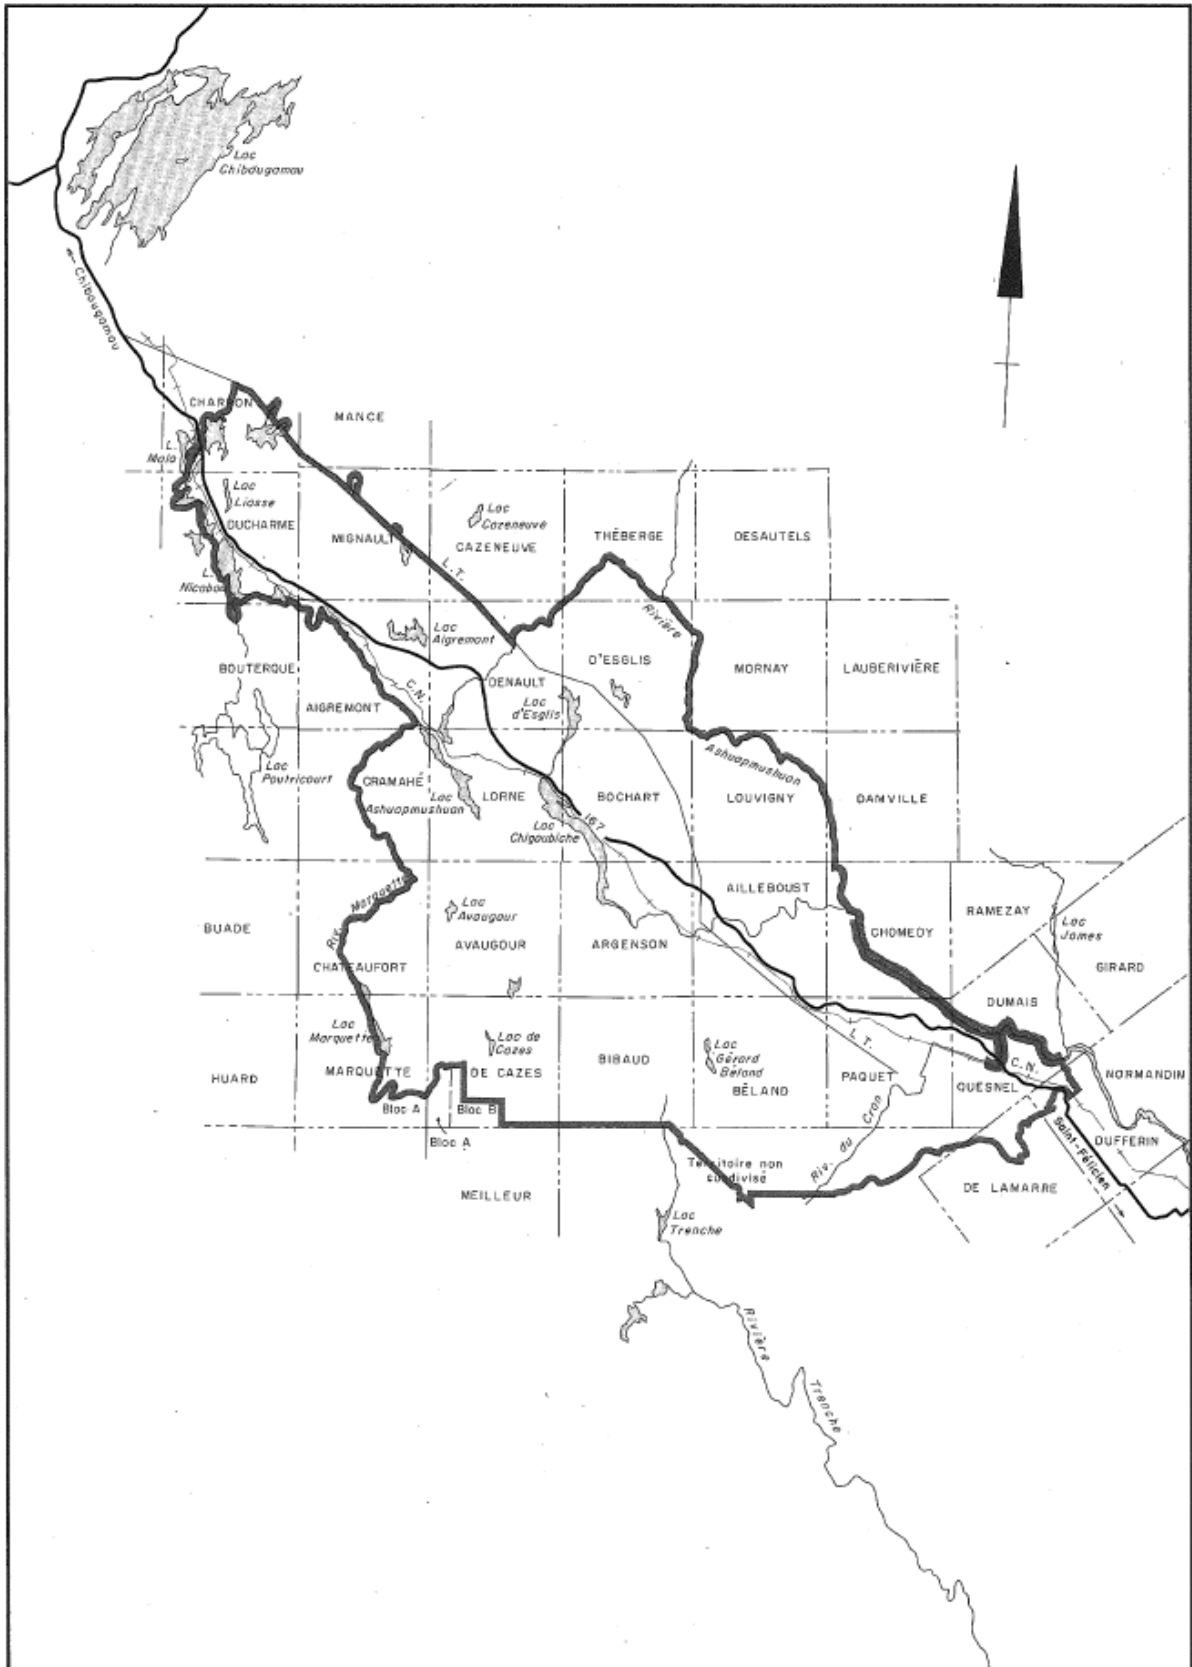 Lac
Chibougamau
Chibougamau
CHARRON
MANCE
L.
Malo
Lac
Liasse
DUCHARME
MIGNAULT
Lac
Cazeneuve
CAZENEUVE
THÉBERGE
DESAUTELS
L.T.
L.
Nicobau
Rivière
Lac
Aigremont
BOUTERQUE
D'ESGLIS
MORNAY
LAUBERIVIÈRE
C.N.
DENAULT
AIGREMONT
Lac
d'Esglis
Ashuapmushuan
Lac
Poutricourt
CRAMAHÉ
Lac
Ashuapmushuan
LORNE
BOCHART
LOUVIGNY
DAMVILLE
167
Lac
Chigoubiche
Marquette
Riv.
AILLEBOUST
Lac
Avaugour
RAMEZAY
BUADE
AVAUGOUR
ARGENSON
CHOMEDY
Lac
James
CHATEAUFORT
GIRARD
DUMAIS
Lac
Marquette
Lac de
Cazes
L.T.
BIBAUD
Lac
Gérard
Béland
C.N.
HUARD
MARQUETTE
DE CAZES
PAQUET
QUESNEL
NORMANDIN
BÉLAND
Bloc A
Bloc B
Riv. du Cran
Bloc A
Saint-Félicien
DUFFERIN
Territoire non
subdivisé
MEILLEUR
DE LAMARRE
Lac
Trenche
Rivière
Trenche